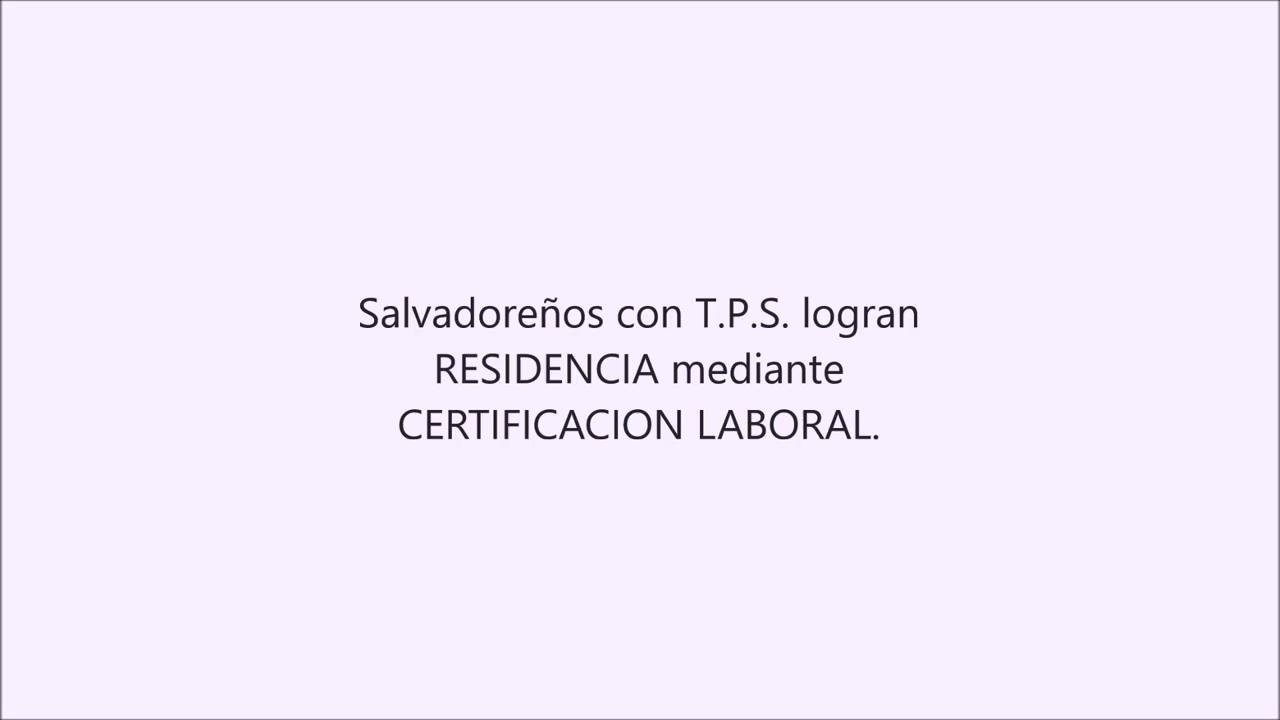 Salvadoreños con T.P.S. logran
RESIDENCIA mediante
CERTIFICACION LABORAL.